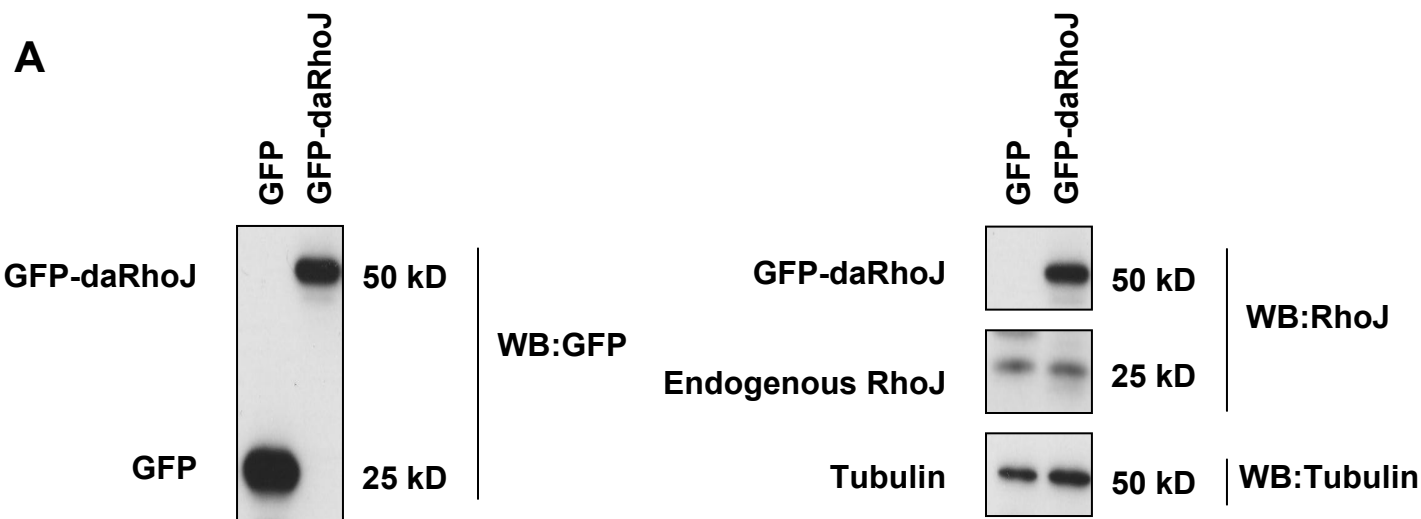 A
GFP
GFP-daRhoJ
GFP-daRhoJ
50 kD
WB:GFP
GFP
25 kD
GFP
GFP-daRhoJ
GFP-daRhoJ
50 kD
WB:RhoJ
Endogenous RhoJ
25 kD
Tubulin
50 kD
WB:Tubulin